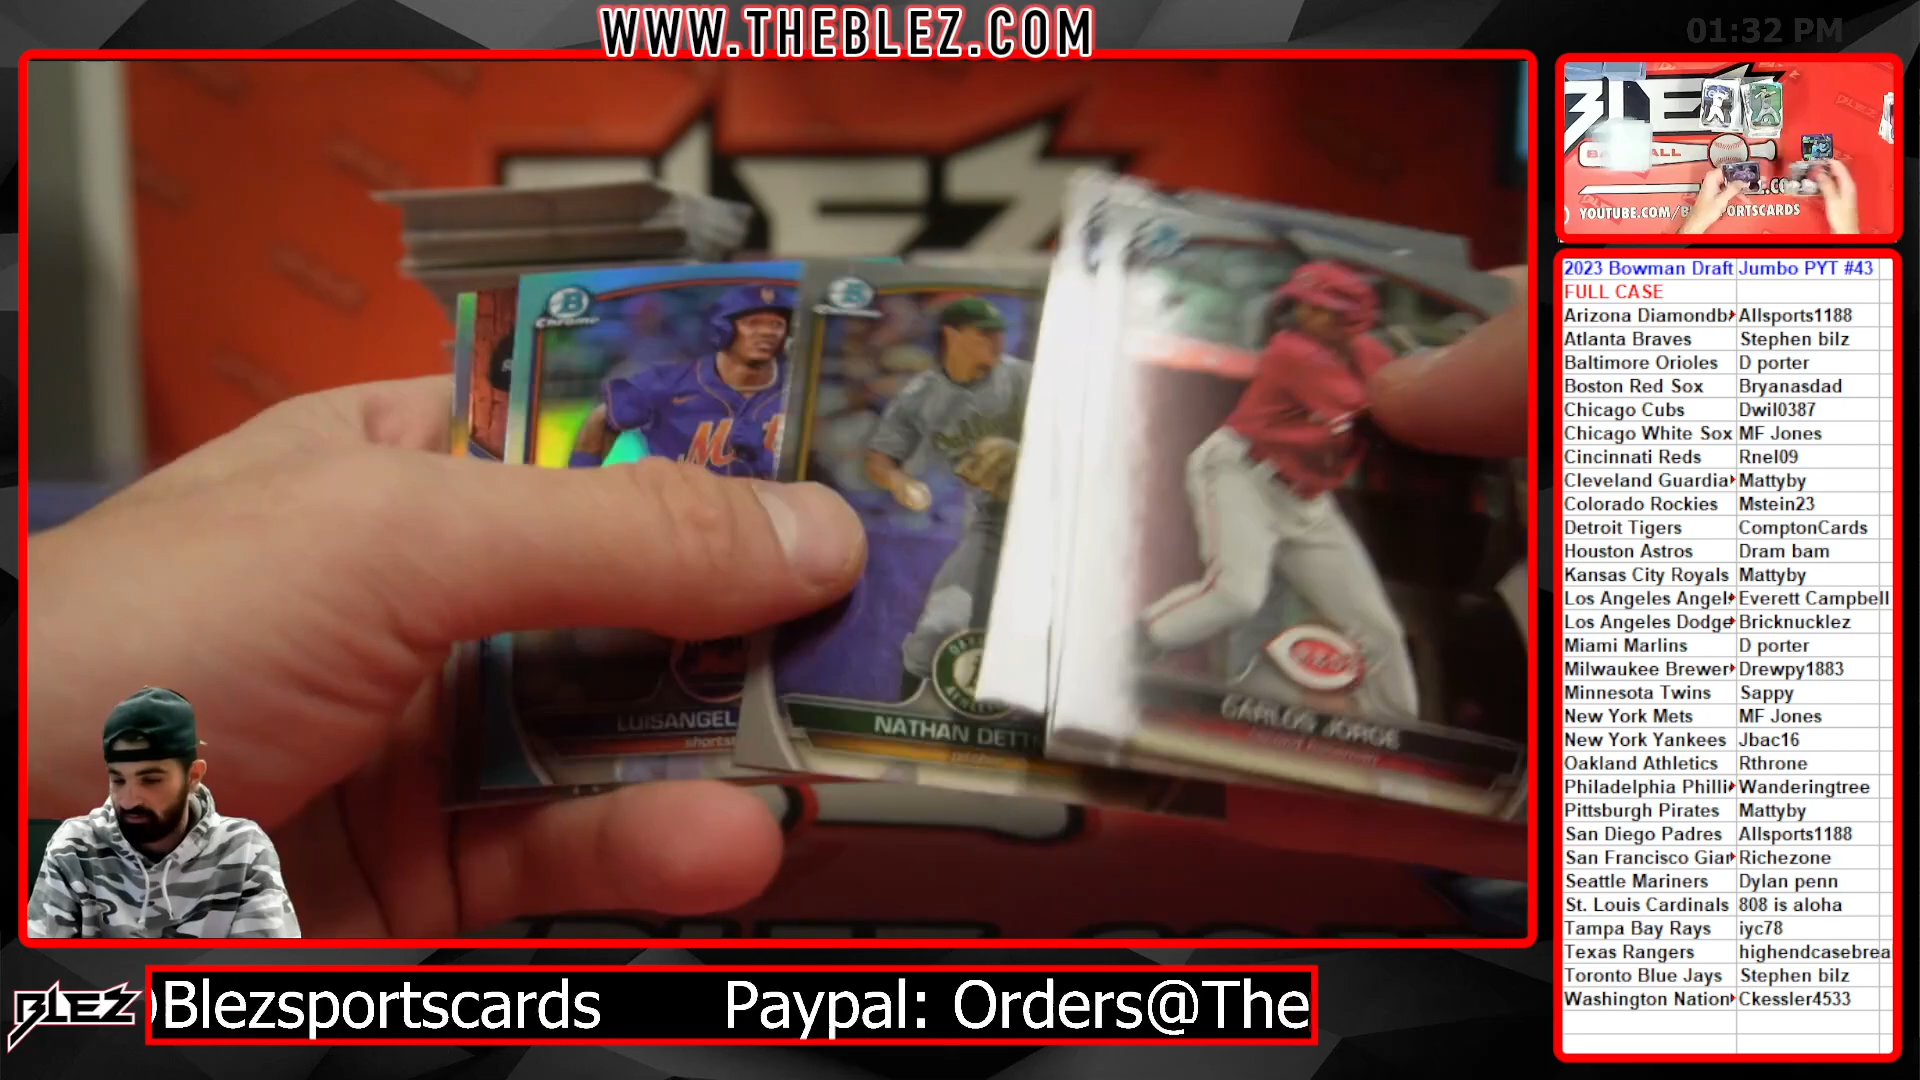 WWW.THEBLEZ.COM
01:32 PM
BLEZ
YOUTUBE.COM/B
ORTSCARDS
Chrome
Chrome
LUISANGEL
NATHAN DETT
CARLOS JORGE
REDS
2023 Bowman Draft Jumbo PYT #43
FULL CASE
Arizona Diamondb Allsports1188
Atlanta Braves Stephen bilz
Baltimore Orioles D porter
Boston Red Sox Bryanasdad
Chicago Cubs Dwil0387
Chicago White Sox MF Jones
Cincinnati Reds Rnel09
Cleveland Guardia Mattyby
Colorado Rockies Mstein23
Detroit Tigers ComptonCards
Houston Astros Dram bam
Kansas City Royals Mattyby
Los Angeles Angel Everett Campbell
Los Angeles Dodge Bricknucklez
Miami Marlins D porter
Milwaukee Brewer Drewpy1883
Minnesota Twins Sappy
New York Mets MF Jones
New York Yankees Jbac16
Oakland Athletics Rthrone
Philadelphia Philli Wanderingtree
Pittsburgh Pirates Mattyby
San Diego Padres Allsports1188
San Francisco Giar Richezone
Seattle Mariners Dylan penn
St. Louis Cardinals 808 is aloha
Tampa Bay Rays iyc78
Texas Rangers highendcasebrea
Toronto Blue Jays Stephen bilz
Washington Nation Ckessler4533
BLEZ
Blezsportscards Paypal: Orders@The